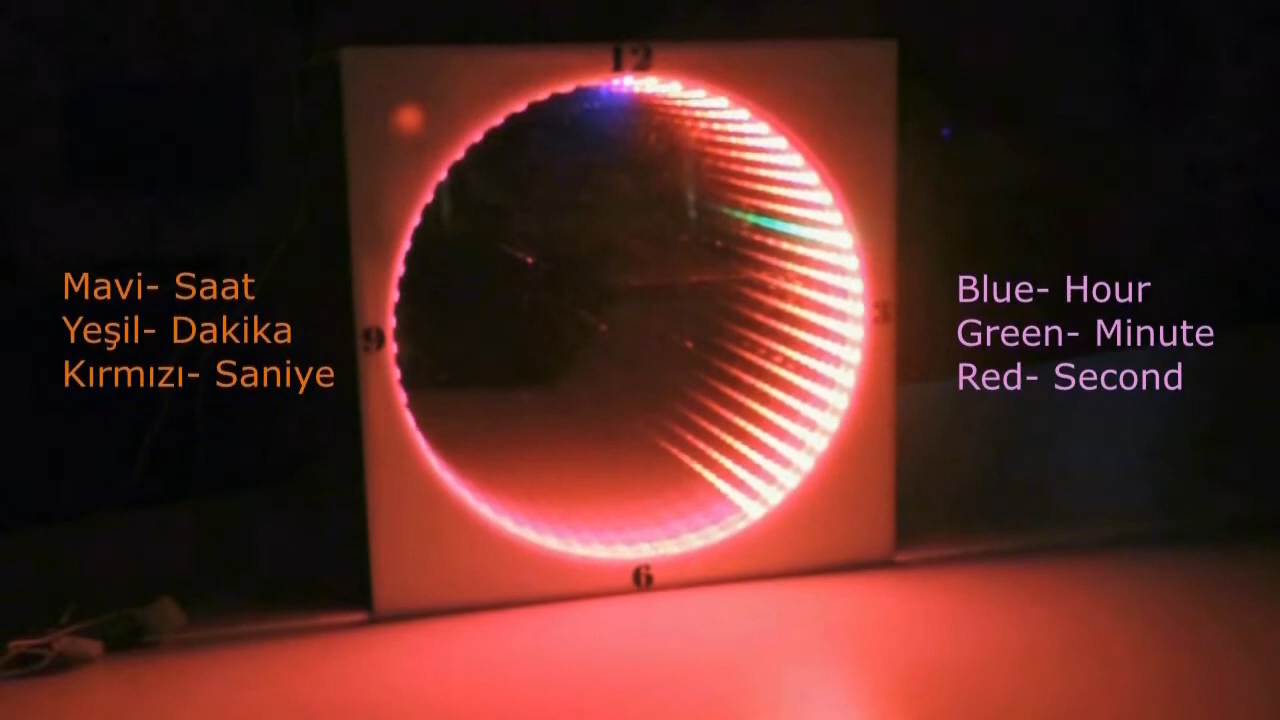 12
Mavi- Saat
Yeşil- Dakika
Kırmızı- Saniye
9
3
Blue- Hour
Green- Minute
Red- Second
6